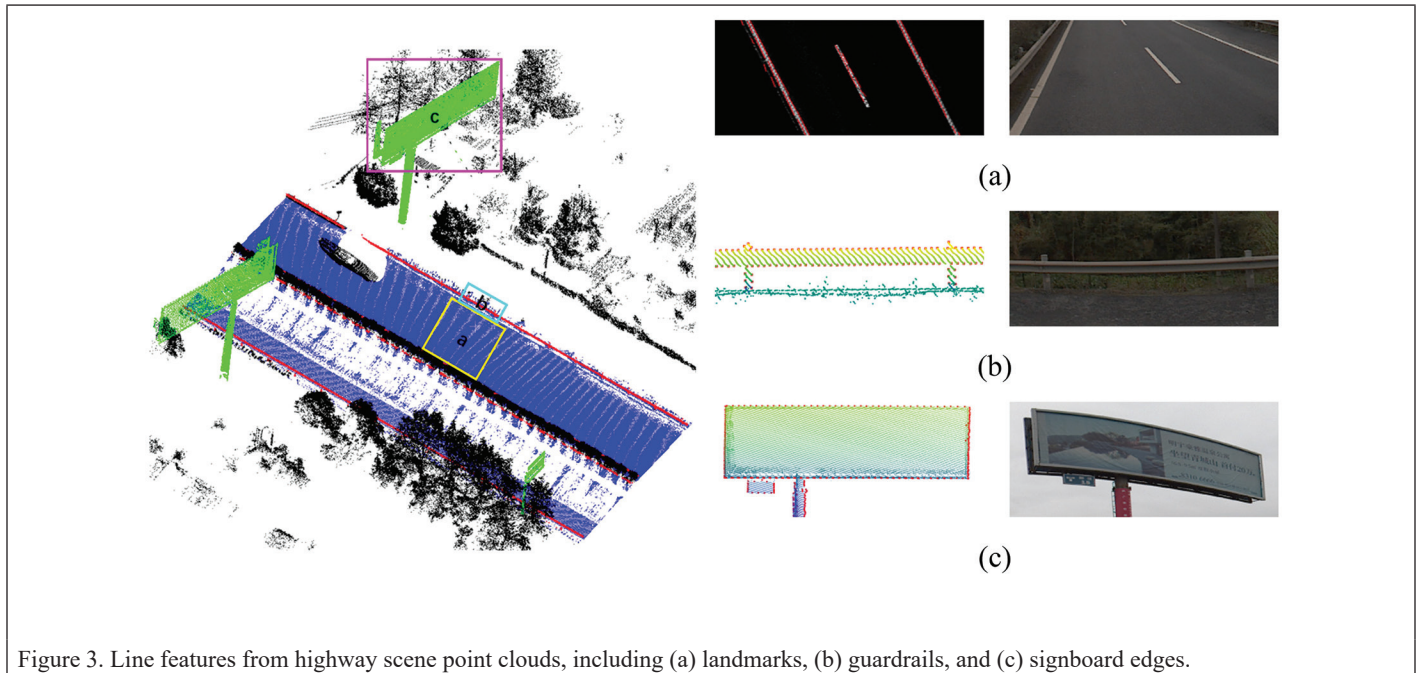 c
b
a
(a)
(b)
(c)
Figure 3. Line features from highway scene point clouds, including (a) landmarks, (b) guardrails, and (c) signboard edges.